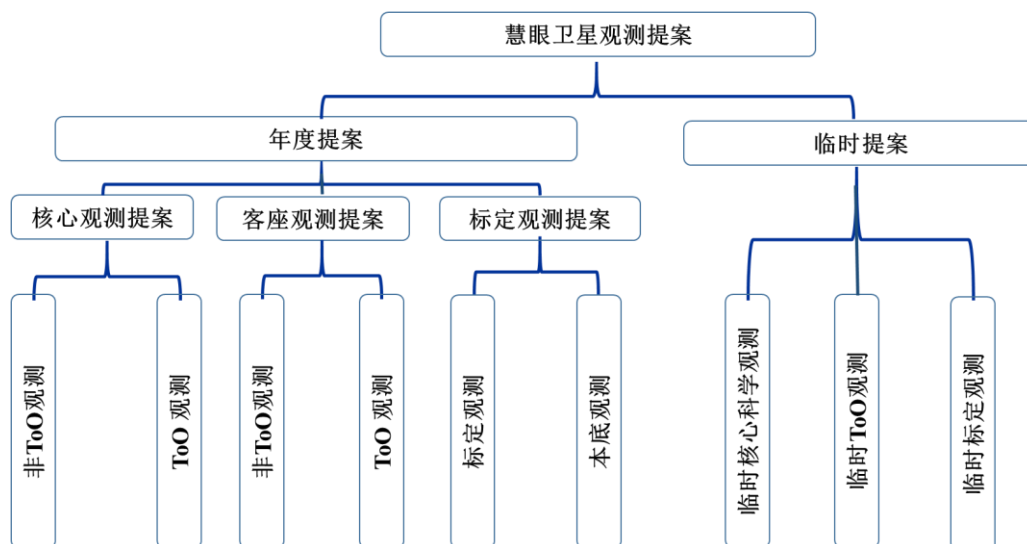 慧眼卫星观测提案
年度提案
临时提案
核心观测提案
客座观测提案
标定观测提案
非ToO观测
ToO 观测
非ToO观测
ToO 观测
标定观测
本底观测
临时核心科学观测
临时ToO观测
临时标定观测